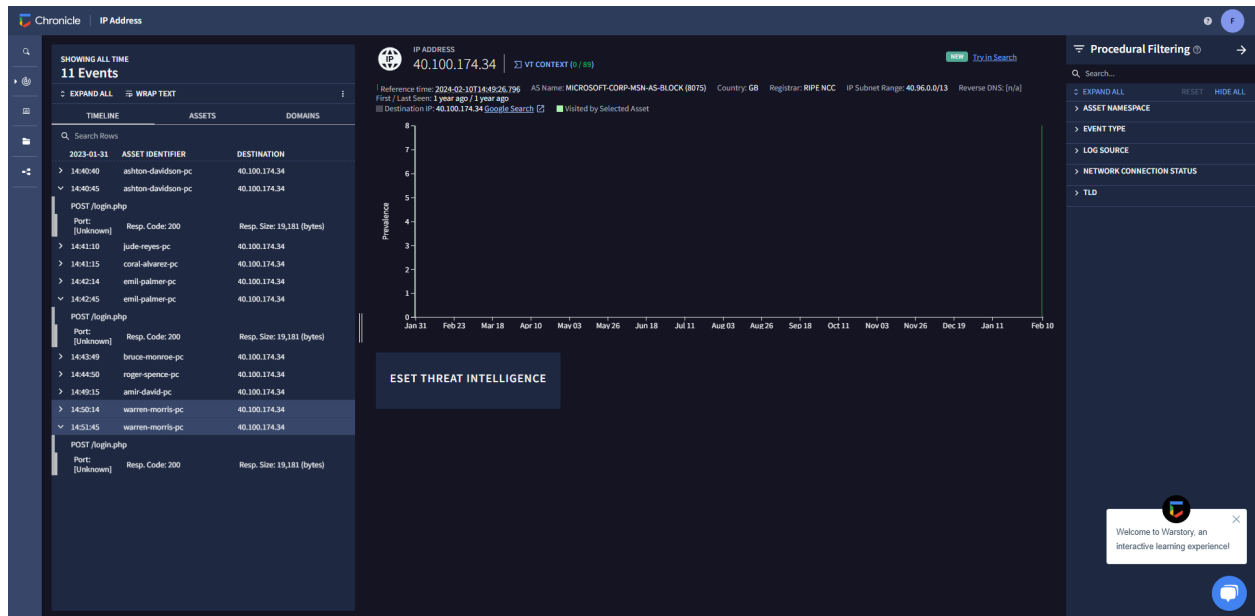 Chronicle IP Address
F
SHOWING ALL TIME
11 Events
EXPAND ALL WRAP TEXT
TIMELINE ASSETS DOMAINS
Search Rows
2023-01-31 ASSET IDENTIFIER DESTINATION
14:40:40 ashton-davidson-pc 40.100.174.34
14:40:45 ashton-davidson-pc 40.100.174.34
POST /login.php
Port:
[Unknown] Resp. Code: 200 Resp. Size: 19,181 (bytes)
14:41:10 jude-reyes-pc 40.100.174.34
14:41:15 coral-alvarez-pc 40.100.174.34
14:42:14 emil-palmer-pc 40.100.174.34
14:42:45 emil-palmer-pc 40.100.174.34
POST /login.php
Port:
[Unknown] Resp. Code: 200 Resp. Size: 19,181 (bytes)
14:43:49 bruce-monroe-pc 40.100.174.34
14:44:50 roger-spence-pc 40.100.174.34
14:49:15 amir-david-pc 40.100.174.34
14:50:14 warren-morris-pc 40.100.174.34
14:51:45 warren-morris-pc 40.100.174.34
POST /login.php
Port:
[Unknown] Resp. Code: 200 Resp. Size: 19,181 (bytes)
IP
IP ADDRESS
40.100.174.34 VT CONTEXT (0 / 89)
NEW Try in Search
Reference time: 2024-02-10T14:49:26.796 AS Name: MICROSOFT-CORP-MSN-AS-BLOCK (8075) Country: GB Registrar: RIPE NCC IP Subnet Range: 40.96.0.0/13 Reverse DNS: [n/a]
First / Last Seen: 1 year ago / 1 year ago
Destination IP: 40.100.174.34 Google Search Visited by Selected Asset
Prevalence
8
7
6
5
4
3
2
1
0
Jan 31 Feb 23 Mar 18 Apr 10 May 03 May 26 Jun 18 Jul 11 Aug 03 Aug 26 Sep 18 Oct 11 Nov 03 Nov 26 Dec 19 Jan 11 Feb 10
ESET THREAT INTELLIGENCE
Procedural Filtering
Search...
EXPAND ALL RESET HIDE ALL
ASSET NAMESPACE
EVENT TYPE
LOG SOURCE
NETWORK CONNECTION STATUS
TLD
Welcome to Warstory, an
interactive learning experience!